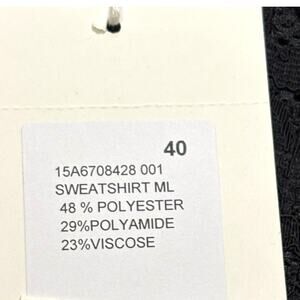 40
15A6708428 001
SWEATSHIRT ML
48 % POLYESTER
29%POLYAMIDE
23%VISCOSE